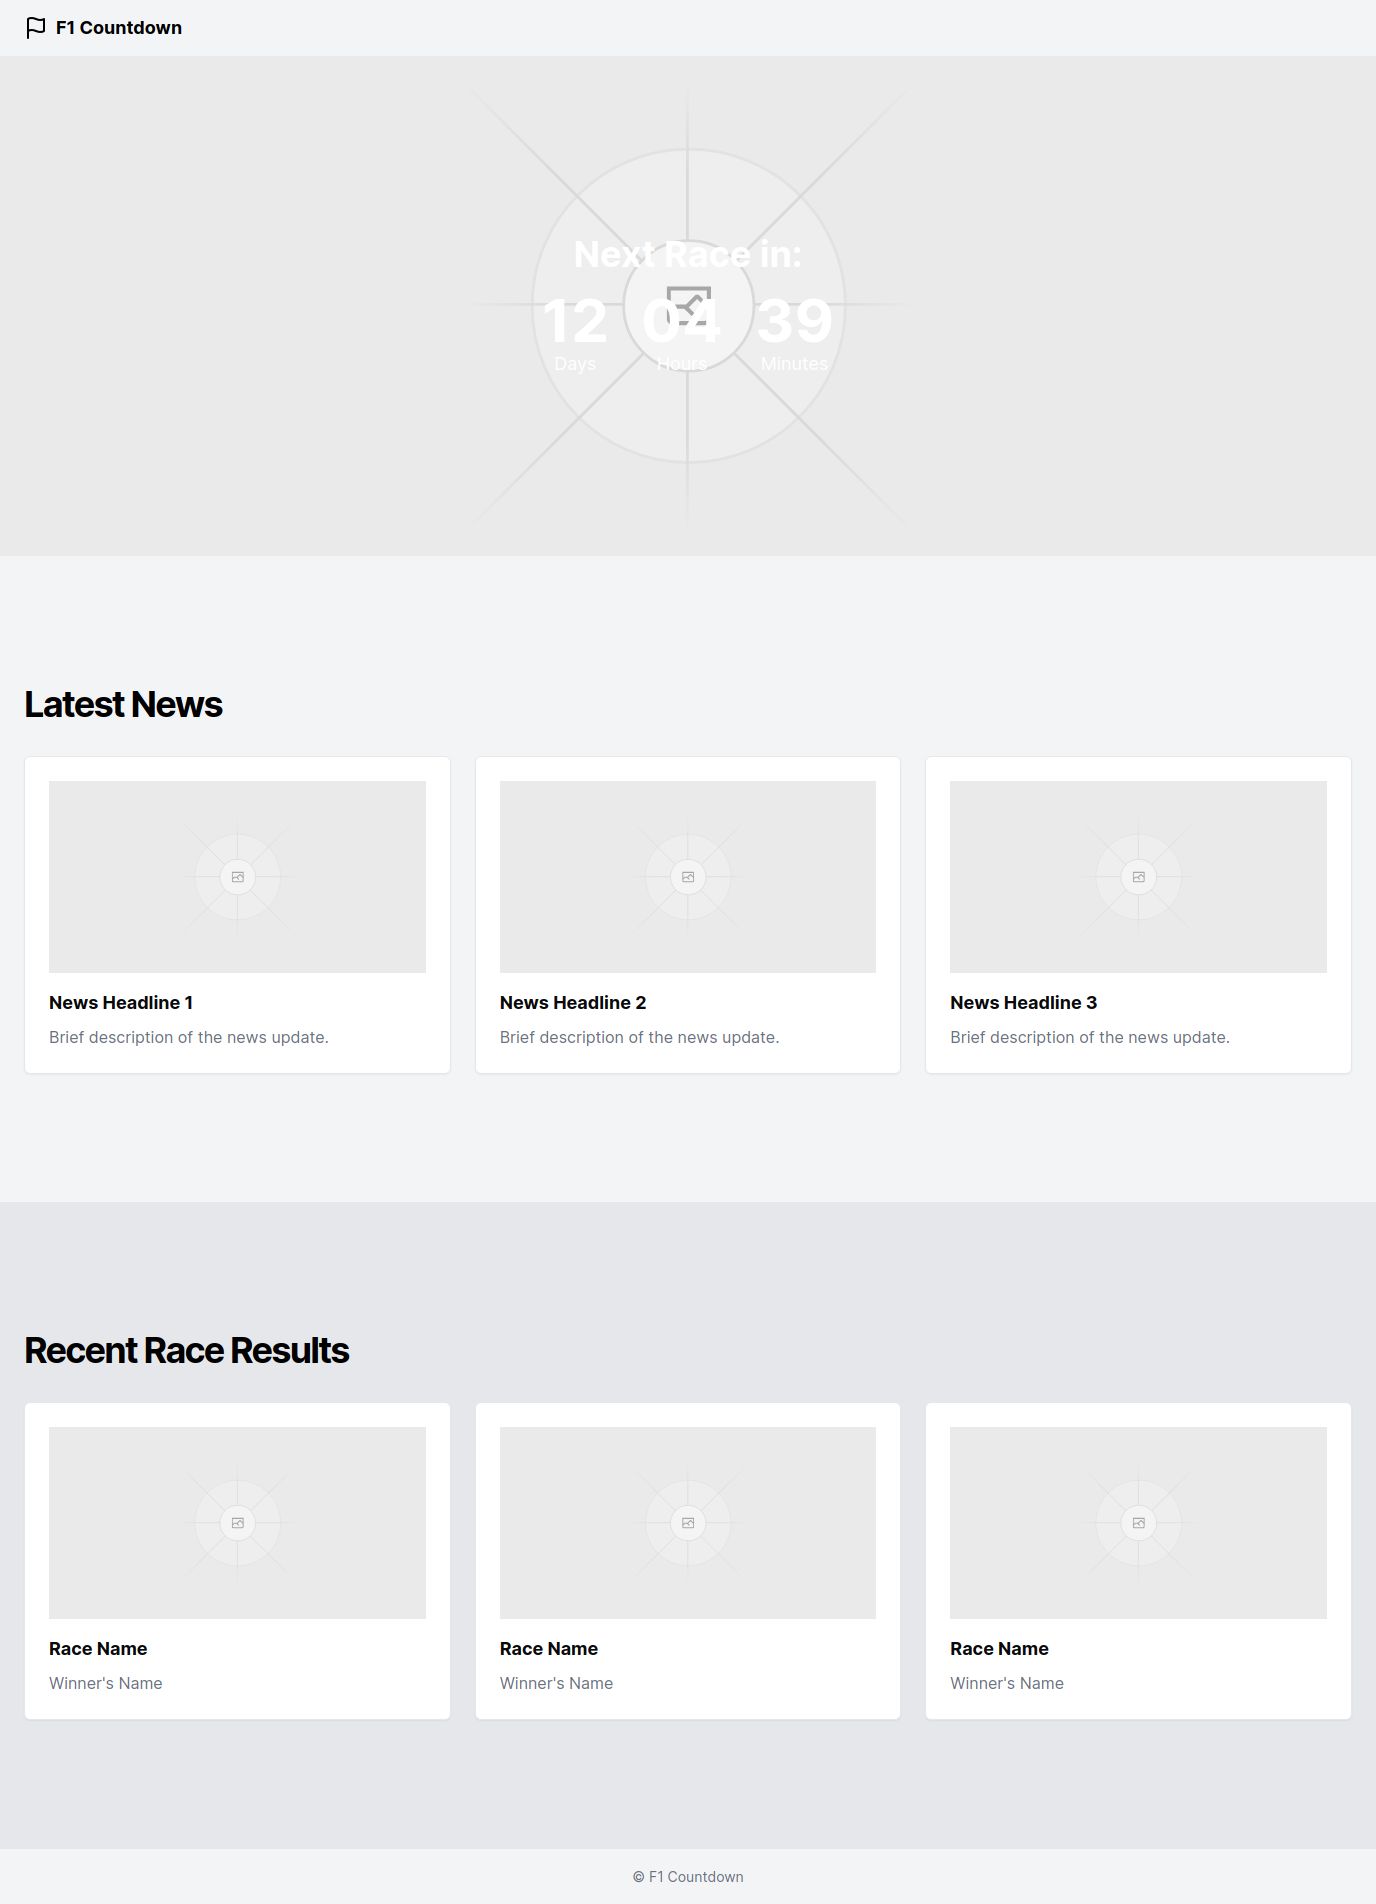 F1 Countdown
Next Race in:
12 04 39
Days Hours Minutes
Latest News
News Headline 1
Brief description of the news update.
News Headline 2
Brief description of the news update.
News Headline 3
Brief description of the news update.
Recent Race Results
Race Name
Winner's Name
Race Name
Winner's Name
Race Name
Winner's Name
© F1 Countdown